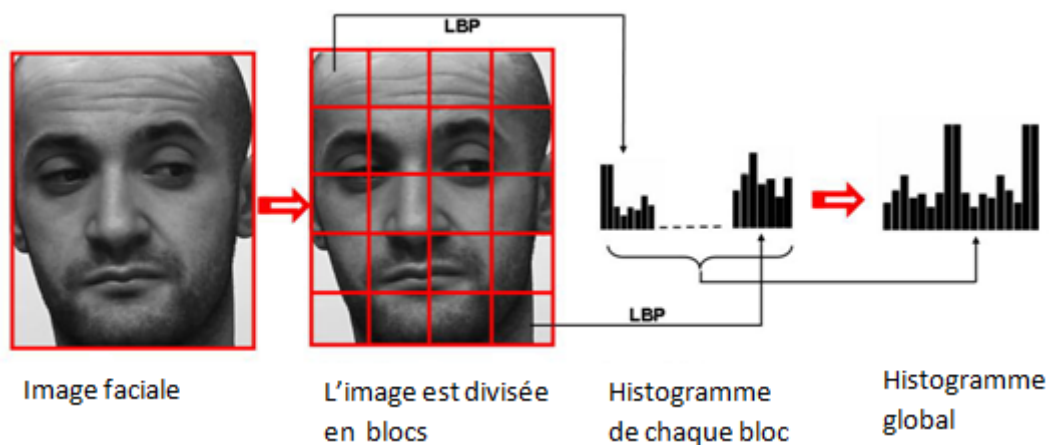 LBP
LBP
Image faciale
L'image est divisée
en blocs
Histogramme
de chaque bloc
Histogramme
global